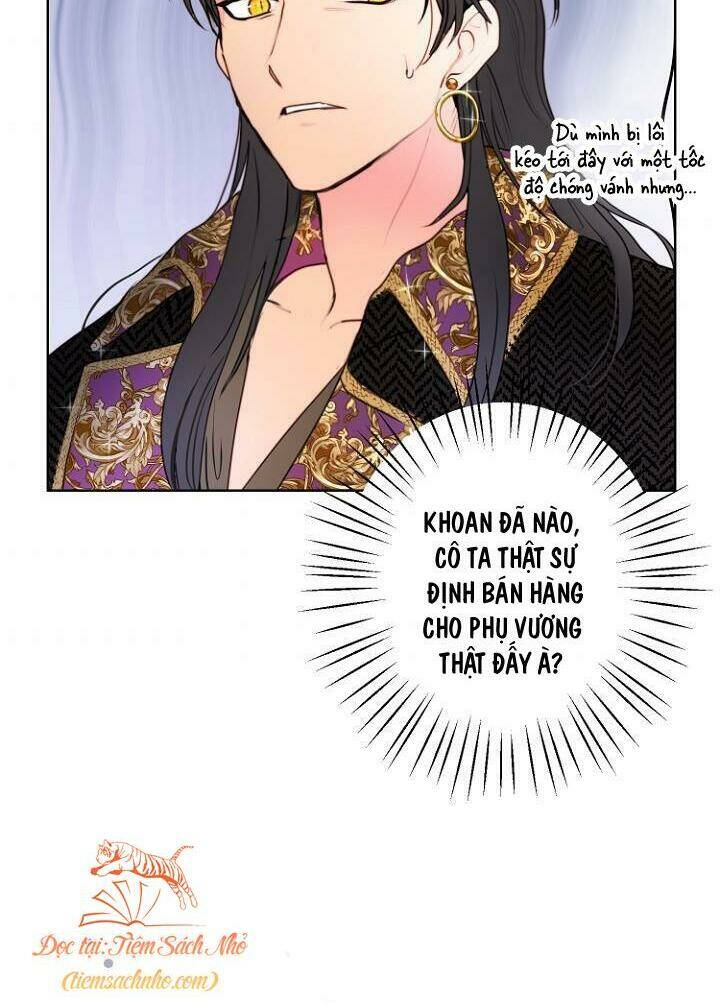 Dù mình bị lôi
kéo tới đây với một tốc
độ chóng vánh nhưng...
KHOAN ĐÃ NÀO,
CÔ TA THẬT SỰ
ĐỊNH BÁN HÀNG
CHO PHỤ VƯƠNG
THẬT ĐẤY À?
Đọc tại: Tiệm Sách Nhỏ
(tiemsachnho.com)